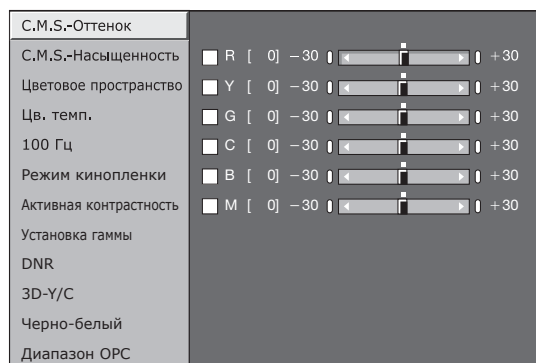 C.M.S.-Оттенок
C.M.S.-Насыщенность
Цветовое пространство
Цв. темп.
100 Гц
Режим кинопленки
Активная контрастность
Установка гаммы
DNR
3D-Y/C
Черно-белый
Диапазон OPC
R [ 0] −30 +30
Y [ 0] −30 +30
G [ 0] −30 +30
C [ 0] −30 +30
B [ 0] −30 +30
M [ 0] −30 +30